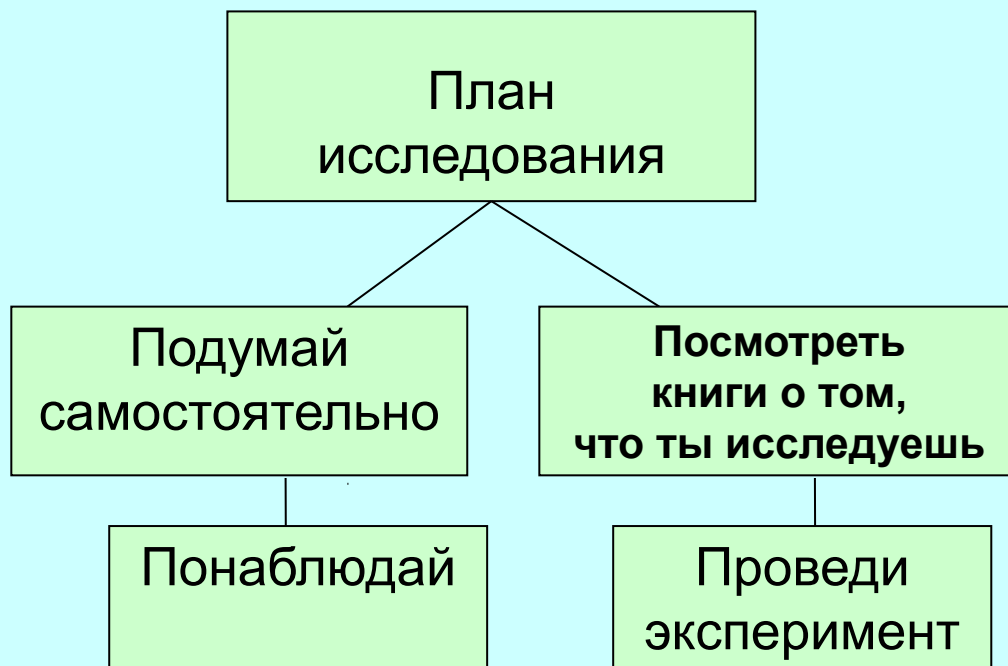 План
исследования
Подумай
самостоятельно
Посмотреть
книги о том,
что ты исследуешь
Понаблюдай
Проведи
эксперимент